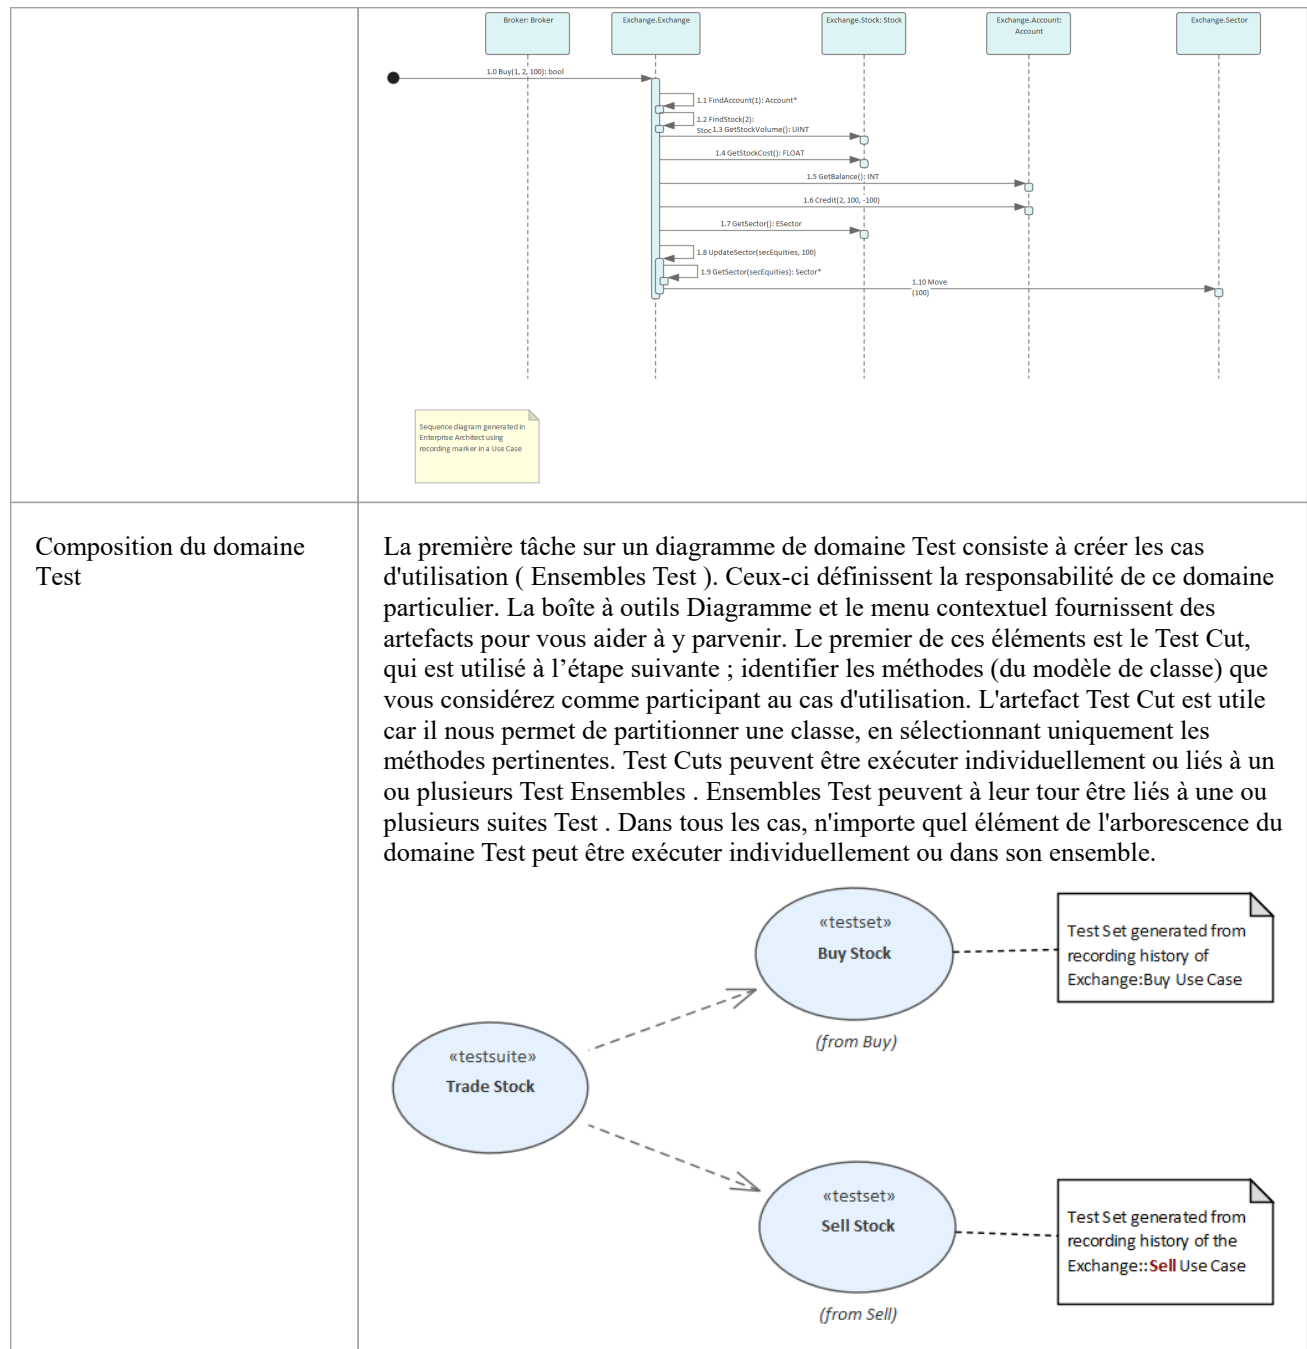 Broker: Broker
Exchange.Exchange
Exchange.Stock: Stock
Exchange.Account:
Account
Exchange.Sector
1.0 Buy(1, 2, 100): bool
1.1 FindAccount(1): Account*
1.2 FindStock(2):
Stoc
1.3 GetStockVolume(): UINT
1.4 GetStockCost(): FLOAT
1.5 GetBalance(): INT
1.6 Credit(2, 100, -100)
1.7 GetSector(): ESector
1.8 UpdateSector(secEquities, 100)
1.9 GetSector(secEquities): Sector*
1.10 Move
(100)
Sequence diagram generated in
Enterprise Architect using
recording marker in a Use Case
Composition du domaine
Test
La première tâche sur un diagramme de domaine Test consiste à créer les cas
d'utilisation ( Ensembles Test ). Ceux-ci définissent la responsabilité de ce domaine
particulier. La boîte à outils Diagramme et le menu contextuel fournissent des
artefacts pour vous aider à y parvenir. Le premier de ces éléments est le Test Cut,
qui est utilisé à l’étape suivante ; identifier les méthodes (du modèle de classe) que
vous considérez comme participant au cas d'utilisation. L'artefact Test Cut est utile
car il nous permet de partitionner une classe, en sélectionnant uniquement les
méthodes pertinentes. Test Cuts peuvent être exécuter individuellement ou liés à un
ou plusieurs Test Ensembles . Ensembles Test peuvent à leur tour être liés à une ou
plusieurs suites Test . Dans tous les cas, n'importe quel élément de l'arborescence du
domaine Test peut être exécuter individuellement ou dans son ensemble.
«testset»
Buy Stock
(from Buy)
Test Set generated from
recording history of
Exchange:Buy Use Case
«testsuite»
Trade Stock
«testset»
Sell Stock
(from Sell)
Test Set generated from
recording history of the
Exchange::Sell Use Case